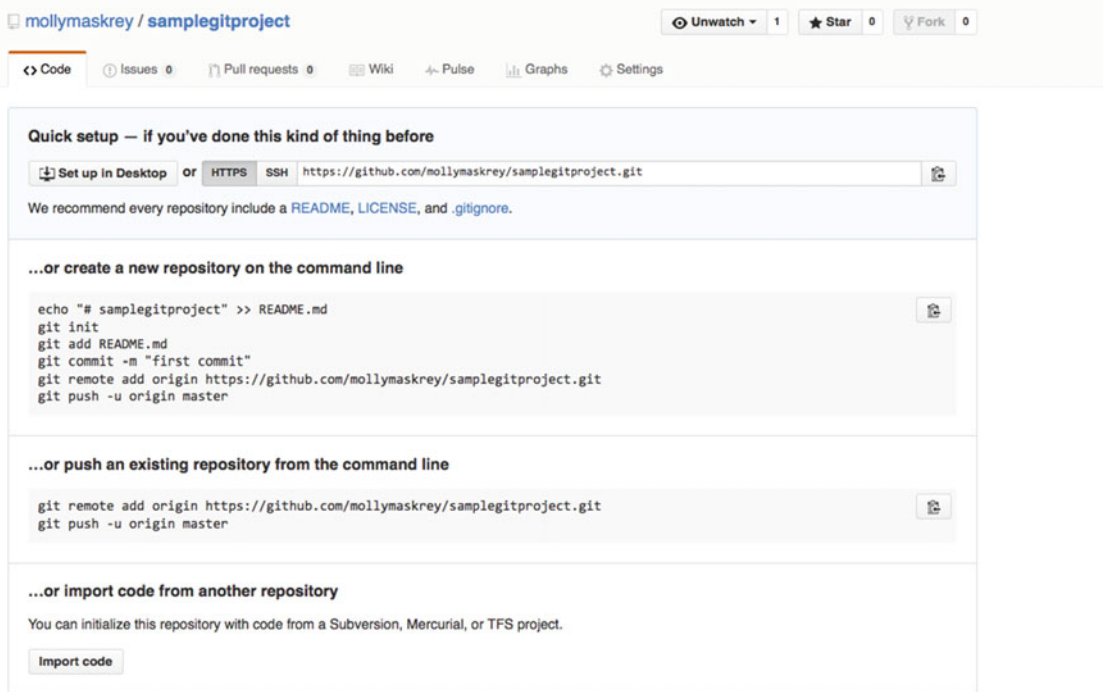 mollymaskrey / samplegitproject
Unwatch 1 Star 0 Fork 0
Code Issues 0 Pull requests 0 Wiki Pulse Graphs Settings
Quick setup — if you've done this kind of thing before
Set up in Desktop or HTTPS SSH https://github.com/mollymaskrey/samplegitproject.git
We recommend every repository include a README, LICENSE, and .gitignore.
…or create a new repository on the command line
echo "# samplegitproject" >> README.md
git init
git add README.md
git commit -m "first commit"
git remote add origin https://github.com/mollymaskrey/samplegitproject.git
git push -u origin master
…or push an existing repository from the command line
git remote add origin https://github.com/mollymaskrey/samplegitproject.git
git push -u origin master
…or import code from another repository
You can initialize this repository with code from a Subversion, Mercurial, or TFS project.
Import code